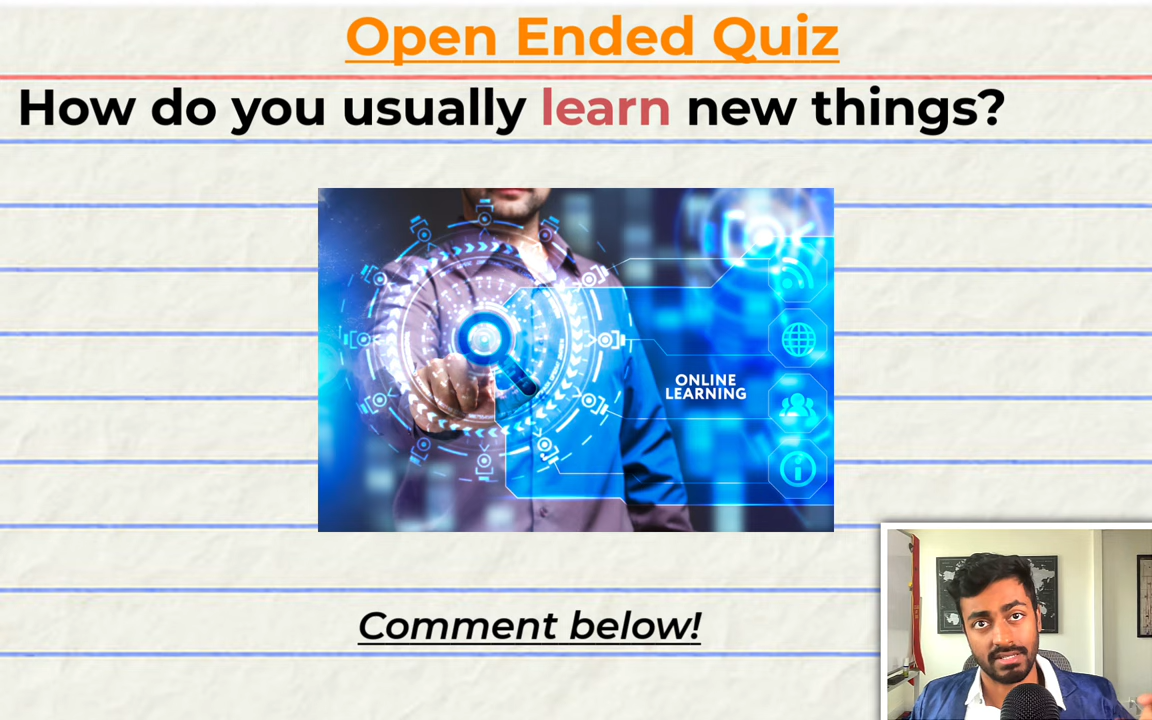 Open Ended Quiz
How do you usually learn new things?
ONLINE
LEARNING
Comment below!